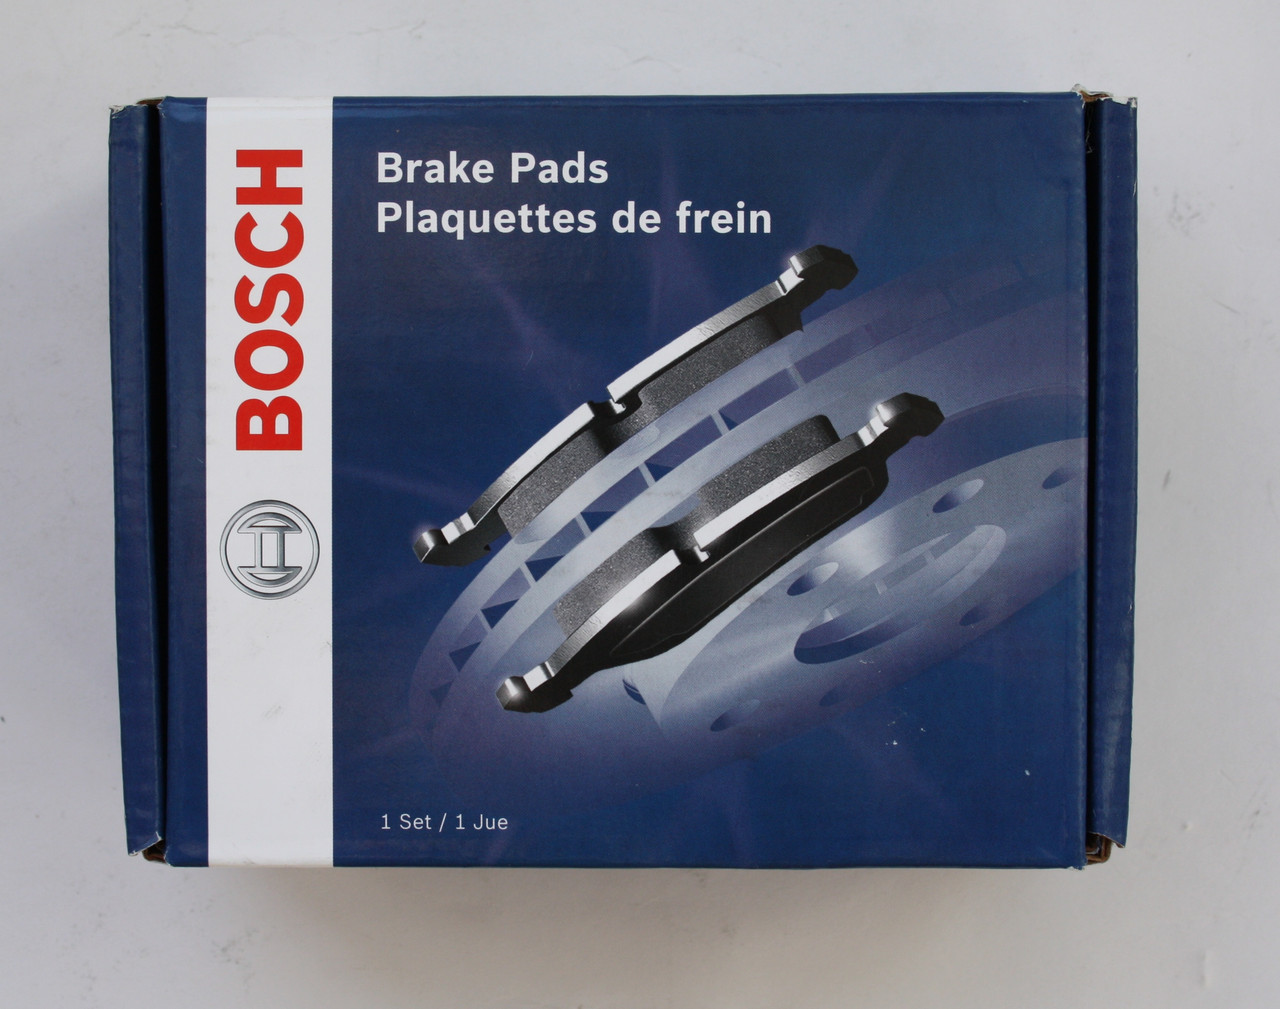 BOSCH
Brake Pads
Plaquettes de frein
1 Set / 1 Jue